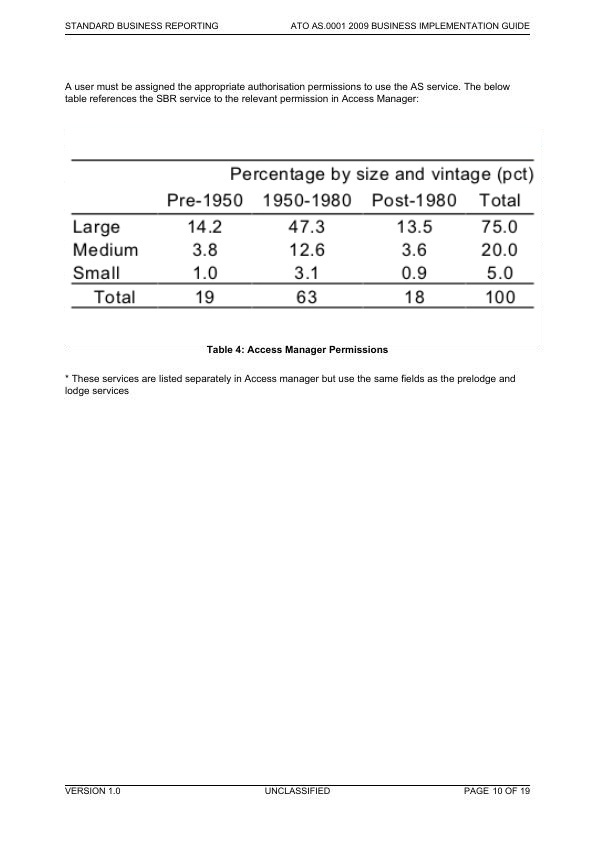 STANDARD BUSINESS REPORTING ATO AS.0001 2009 BUSINESS IMPLEMENTATION GUIDE
A user must be assigned the appropriate authorisation permissions to use the AS service. The below
table references the SBR service to the relevant permission in Access Manager:
Percentage by size and vintage (pct)
Pre-1950 1950-1980 Post-1980 Total
Large 14.2 47.3 13.5 75.0
Medium 3.8 12.6 3.6 20.0
Small 1.0 3.1 0.9 5.0
Total 19 63 18 100
Table 4: Access Manager Permissions
* These services are listed separately in Access manager but use the same fields as the prelodge and
lodge services
VERSION 1.0 UNCLASSIFIED PAGE 10 OF 19